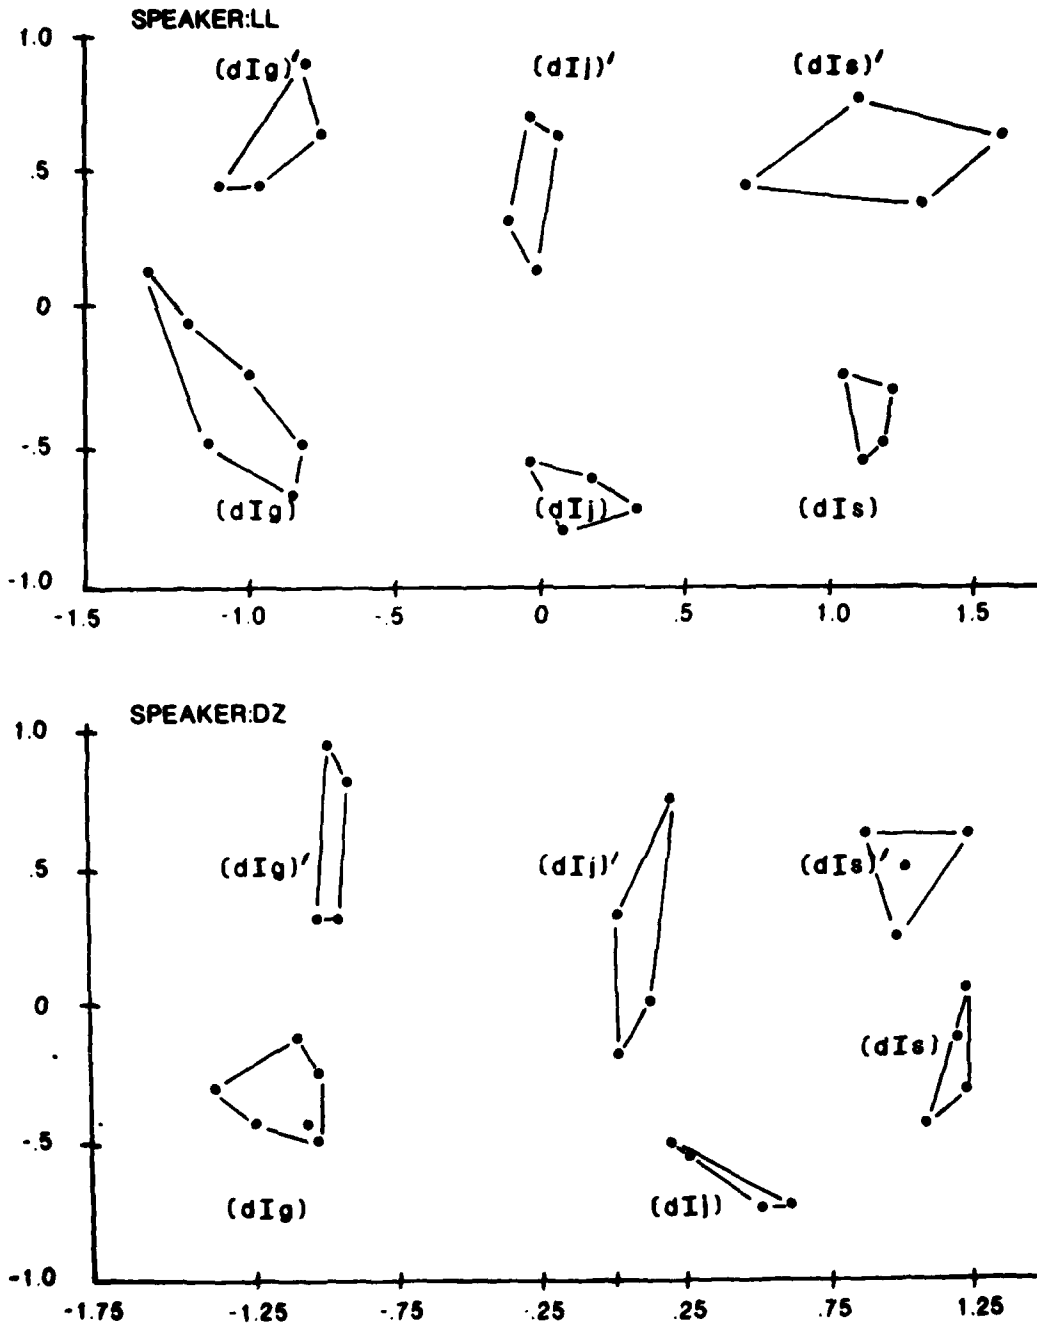 SPEAKER:LL
1.0
(dIg)′ (dIj)′ (dIs)′
.5
0
-.5
(dIg) (dIj) (dIs)
-1.0
-1.5 -1.0 -.5 0 .5 1.0 1.5
SPEAKER:DZ
1.0
(dIg)′ (dIj)′ (dIs)′
.5
0
(dIs)
-.5
(dIg) (dIj)
-1.0
-1.75 -1.25 -.75 -.25 .25 .75 1.25